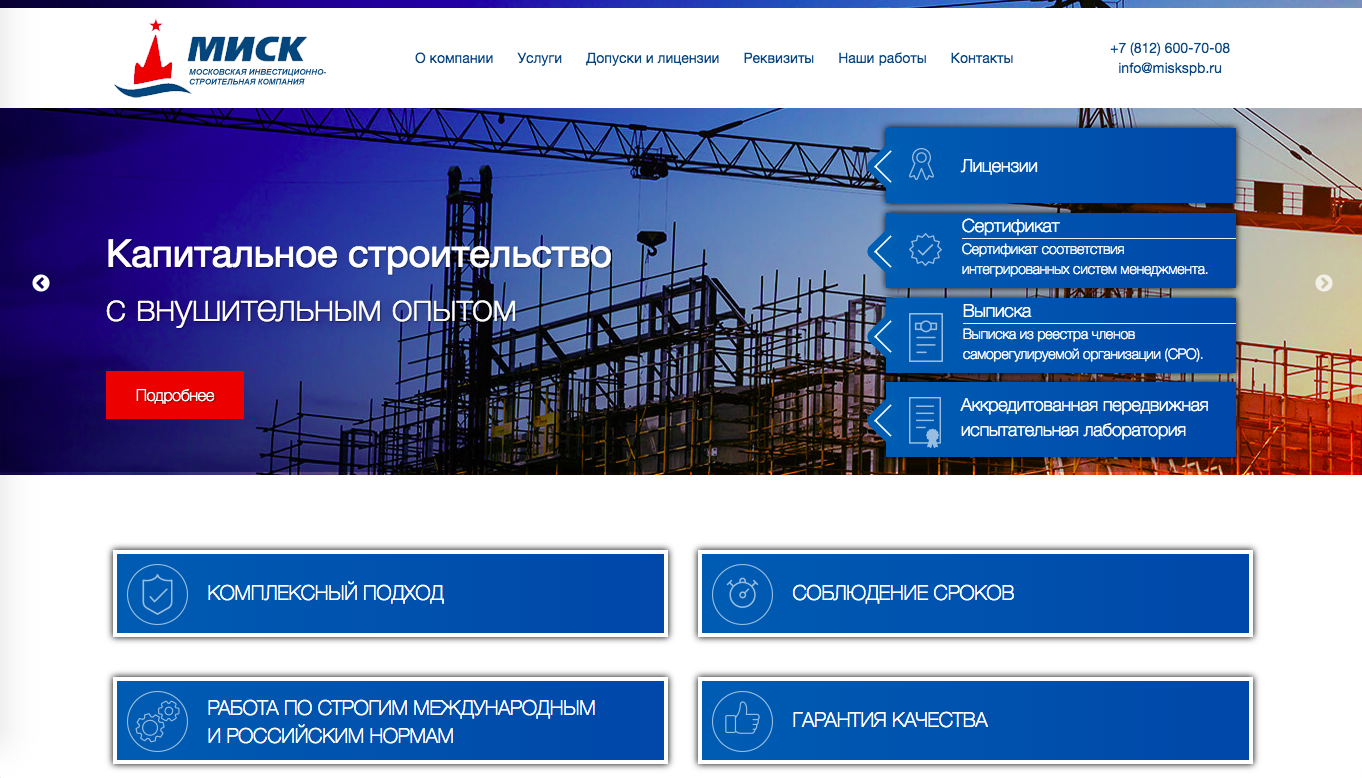 МИСК
МОСКОВСКАЯ ИНВЕСТИЦИОННО-
СТРОИТЕЛЬНАЯ КОМПАНИЯ
О компании
Услуги
Допуски и лицензии
Реквизиты
Наши работы
Контакты
+7 (812) 600-70-08
info@miskspb.ru
Капитальное строительство
с внушительным опытом
Подробнее
Лицензии
Сертификат
Сертификат соответствия
интегрированных систем менеджмента.
Выписка
Выписка из реестра членов
саморегулируемой организации (СРО).
Аккредитованная передвижная
испытательная лаборатория
КОМПЛЕКСНЫЙ ПОДХОД
СОБЛЮДЕНИЕ СРОКОВ
РАБОТА ПО СТРОГИМ МЕЖДУНАРОДНЫМ
И РОССИЙСКИМ НОРМАМ
ГАРАНТИЯ КАЧЕСТВА